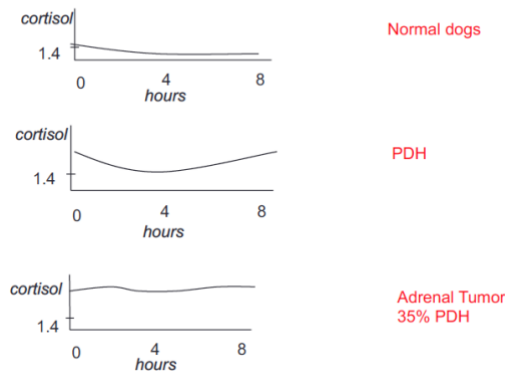 cortisol
Normal dogs
1.4
0 4 8
hours
cortisol
PDH
1.4
0 4 8
hours
cortisol
Adrenal Tumor
35% PDH
1.4
0 4 8
hours